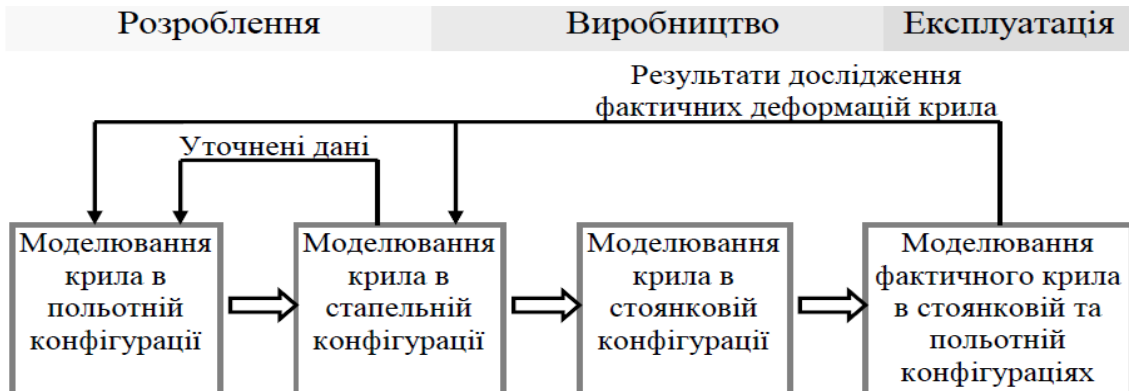 Розроблення Виробництво Експлуатація
Результати дослідження
фактичних деформацій крила
Уточнені дані
Моделювання
крила в
польотній
конфігурації
Моделювання
крила в
стапельній
конфігурації
Моделювання
крила в
стоянковій
конфігурації
Моделювання
фактичного крила
в стоянковій та
польотній
конфігураціях